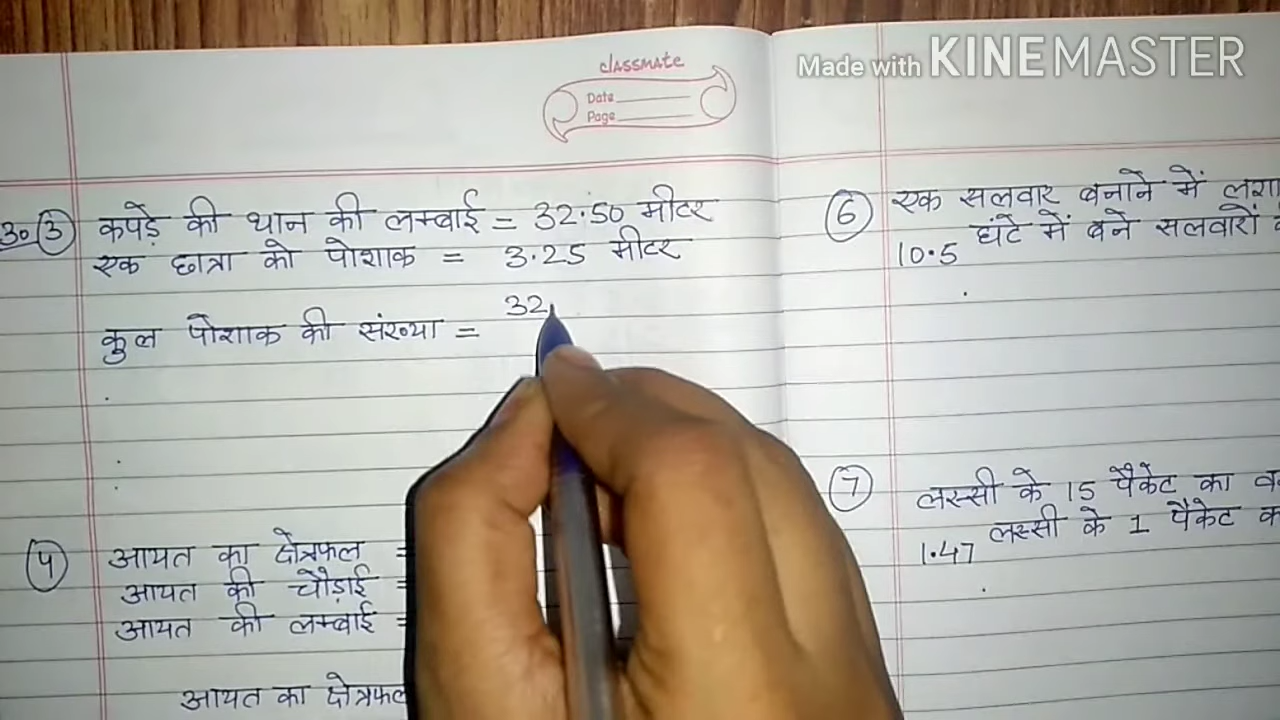 Made with KINEMASTER
classmate
Date
Page
उ० ③ कपड़े की थान की लम्बाई = 32.50 मीटर
एक छात्रा को पोशाक = 3.25 मीटर
कुल पोशाक की संख्या = 32.
④ आयत का क्षेत्रफल =
आयत की चौड़ाई =
आयत की लम्बाई =
आयत का क्षेत्रफल
⑥ एक सलवार बनाने में लगा
10.5 घंटे में बने सलवारों
⑦ लस्सी के 15 पैकेट का
1.47 लस्सी के 1 पैकेट